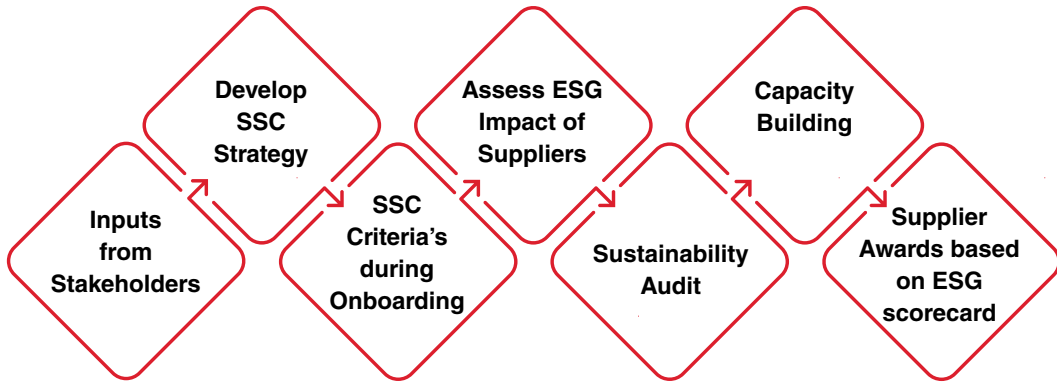 Inputs
from
Stakeholders
Develop
SSC
Strategy
SSC
Criteria's
during
Onboarding
Assess ESG
Impact of
Suppliers
Sustainability
Audit
Capacity
Building
Supplier
Awards based
on ESG
scorecard